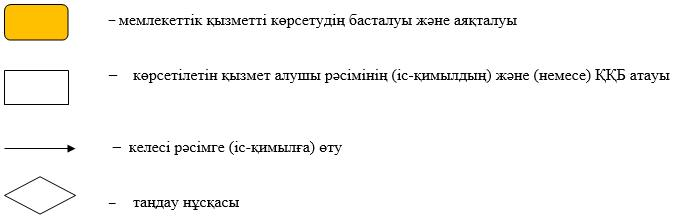 – мемлекеттік қызметті көрсетудің басталуы және аяқталуы
– көрсетілетін қызмет алушы рәсімінің (іс-қимылдың) және (немесе) ҚҚБ атауы
– келесі рәсімге (іс-қимылға) өту
– таңдау нұсқасы